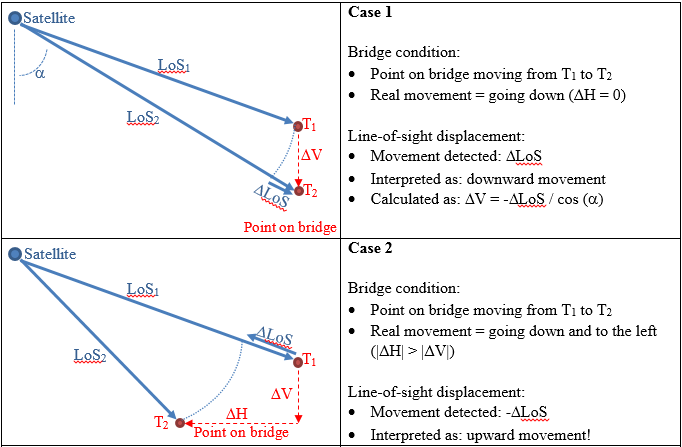 Satellite
α
LoS1
LoS2
T1
ΔV
T2
ΔLoS
Point on bridge
Case 1
Bridge condition:
• Point on bridge moving from T1 to T2
• Real movement = going down (ΔH = 0)
Line-of-sight displacement:
• Movement detected: ΔLoS
• Interpreted as: downward movement
• Calculated as: ΔV = -ΔLoS / cos (α)
Satellite
LoS1
ΔLoS
LoS2
T1
ΔV
ΔH
T2
Point on bridge
Case 2
Bridge condition:
• Point on bridge moving from T1 to T2
• Real movement = going down and to the left
(|ΔH| > |ΔV|)
Line-of-sight displacement:
• Movement detected: -ΔLoS
• Interpreted as: upward movement!